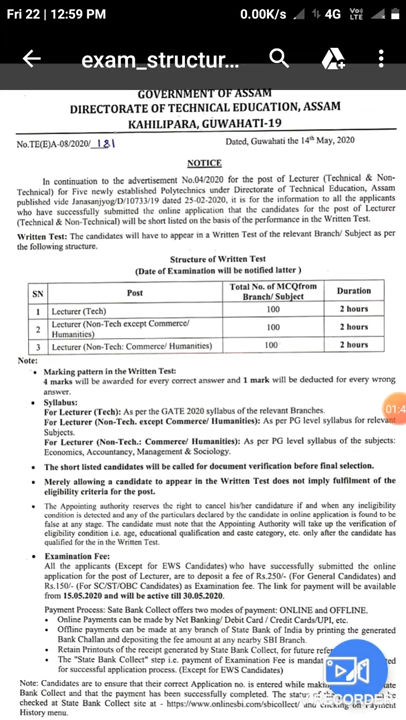 Fri 22 | 12:59 PM
0.00K/s 4G Vo) LTE
exam_structur...
GOVERNMENT OF ASSAM
DIRECTORATE OF TECHNICAL EDUCATION, ASSAM
KAHILIPARA, GUWAHATI-19
No.TE(E)A-08/2020/ 181 Dated, Guwahati the 14th May, 2020
NOTICE
In continuation to the advertisement No.04/2020 for the post of Lecturer (Technical & Non-
Technical) for Five newly established Polytechnics under Directorate of Technical Education, Assam
published vide Janasanjyog/D/10733/19 dated 25-02-2020, it is for the information to all the applicants
who have successfully submitted the online application that the candidates for the post of Lecturer
(Technical & Non-Technical) will be short listed on the basis of the performance in the Written Test.
Written Test: The candidates will have to appear in a Written Test of the relevant Branch/ Subject as per
the following structure.
Structure of Written Test
(Date of Examination will be notified latter )
SN Post Total No. of MCQfrom Branch/ Subject Duration
1 Lecturer (Tech) 100 2 hours
2 Lecturer (Non-Tech except Commerce/ Humanities) 100 2 hours
3 Lecturer (Non-Tech: Commerce/ Humanities) 100 2 hours
Note:
• Marking pattern in the Written Test:
4 marks will be awarded for every correct answer and 1 mark will be deducted for every wrong
answer.
• Syllabus:
For Lecturer (Tech): As per the GATE 2020 syllabus of the relevant Branches.
For Lecturer (Non-Tech. except Commerce/ Humanities): As per PG level syllabus for relevant
Subjects.
For Lecturer (Non-Tech.: Commerce/ Humanities): As per PG level syllabus of the subjects:
Economics, Accountancy, Management & Sociology.
01:4
• The short listed candidates will be called for document verification before final selection.
• Merely allowing a candidate to appear in the Written Test does not imply fulfilment of the
eligibility criteria for the post.
• The Appointing authority reserves the right to cancel his/her candidature if and when any ineligibility
condition is detected and any of the particulars declared by the candidate in online application is found to be
false at any stage. The candidate must note that the Appointing Authority will take up the verification of
eligibility condition i.e. age, educational qualification and caste category, etc. only after the candidate has
qualified for the in the Written Test.
• Examination Fee:
All the applicants (Except for EWS Candidates) who have successfully submitted the online
application for the post of Lecturer, are to deposit a fee of Rs.250/- (For General Candidates) and
Rs.150/- (For SC/ST/OBC Candidates) as Examination fee. The link for payment will be available
from 15.05.2020 and will be active till 30.05.2020.
Payment Process: Sate Bank Collect offers two modes of payment: ONLINE and OFFLINE.
• Online Payments can be made by Net Banking/ Debit Card / Credit Cards/UPI, etc.
• Offline payments can be made at any branch of State Bank of India by printing the generated
Bank Challan and depositing the fee amount at any nearby SBI Branch.
• Retain Printouts of the receipt generated by State Bank Collect, for future refer
• The "State Bank Collect" step i.e. payment of Examination Fee is mandat
for successful application process. (Except for EWS Candidates)
Note: Candidates are to ensure that their Correct Application no. is entered while mak
Bank Collect and that the payment has been successfully completed. The status of
checked at State Bank Collect site at - https://www.onlinesbi.com/sbicollect/ and looking on Payment
History menu.
RECORDER